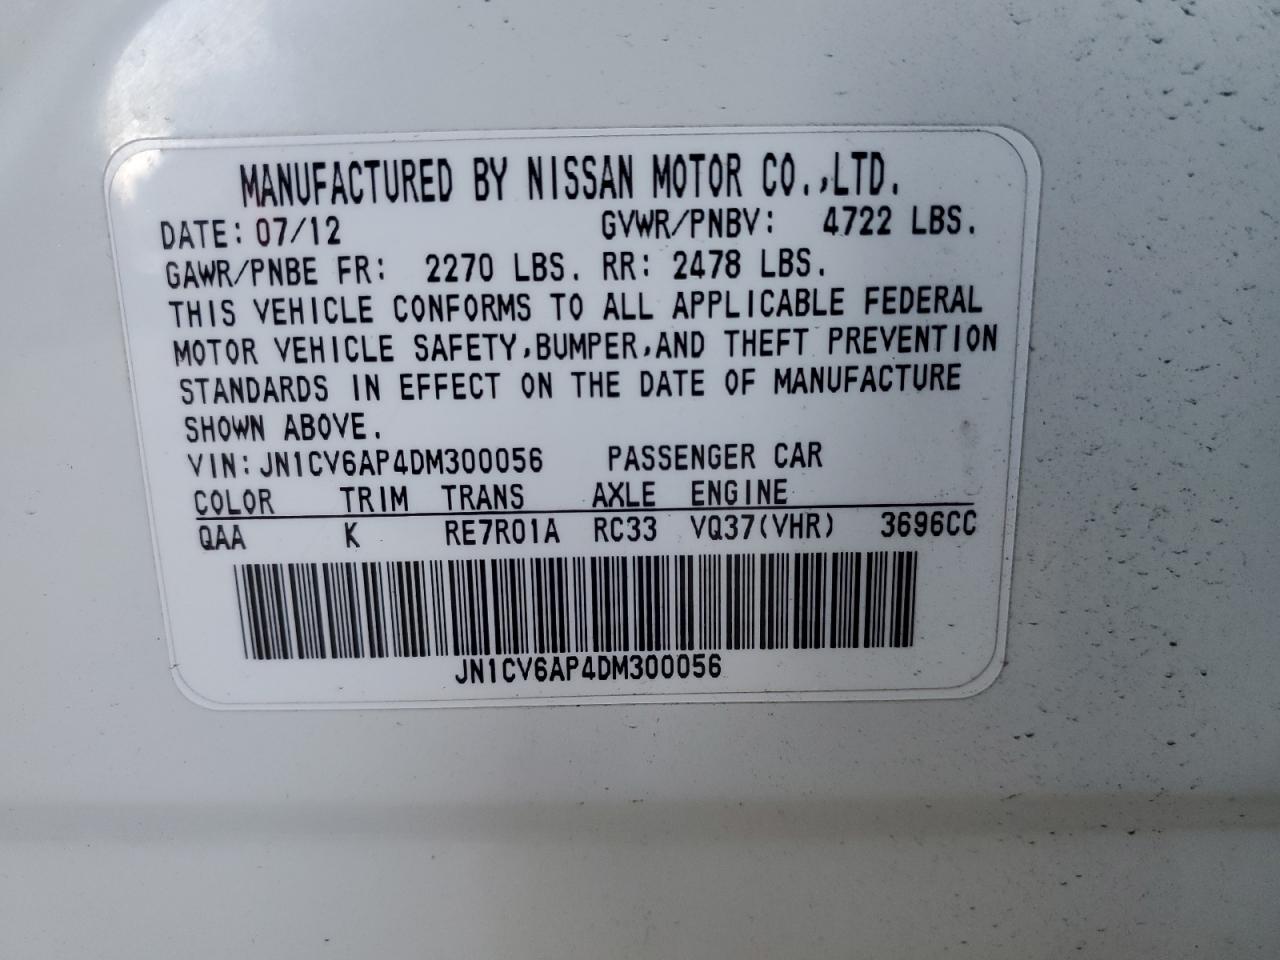 MANUFACTURED BY NISSAN MOTOR CO.,LTD.
DATE: 07/12 GVWR/PNBV: 4722 LBS.
GAWR/PNBE FR: 2270 LBS. RR: 2478 LBS.
THIS VEHICLE CONFORMS TO ALL APPLICABLE FEDERAL
MOTOR VEHICLE SAFETY,BUMPER,AND THEFT PREVENTION
STANDARDS IN EFFECT ON THE DATE OF MANUFACTURE
SHOWN ABOVE.
VIN: JN1CV6AP4DM300056 PASSENGER CAR
COLOR TRIM TRANS AXLE ENGINE
QAA K RE7R01A RC33 VQ37(VHR) 3696CC
JN1CV6AP4DM300056